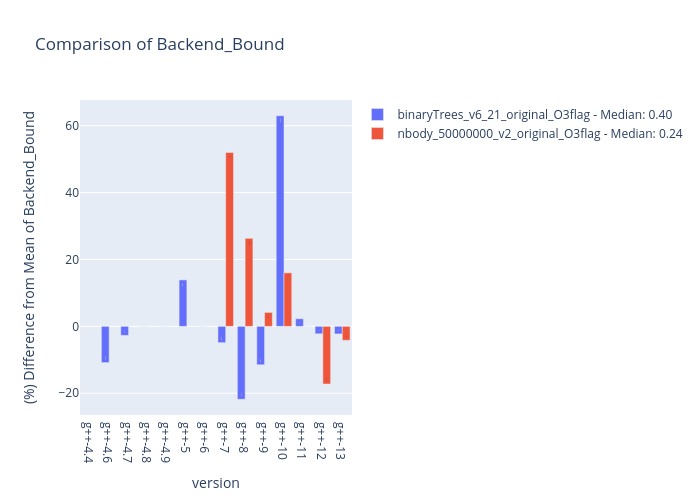 Comparison of Backend_Bound
binaryTrees_v6_21_original_O3flag - Median: 0.40
nbody_50000000_v2_original_O3flag - Median: 0.24
(%) Difference from Mean of Backend_Bound
60
40
20
0
−20
g++-4.4
g++-4.6
g++-4.7
g++-4.8
g++-4.9
g++-5
g++-6
g++-7
g++-8
g++-9
g++-10
g++-11
g++-12
g++-13
version